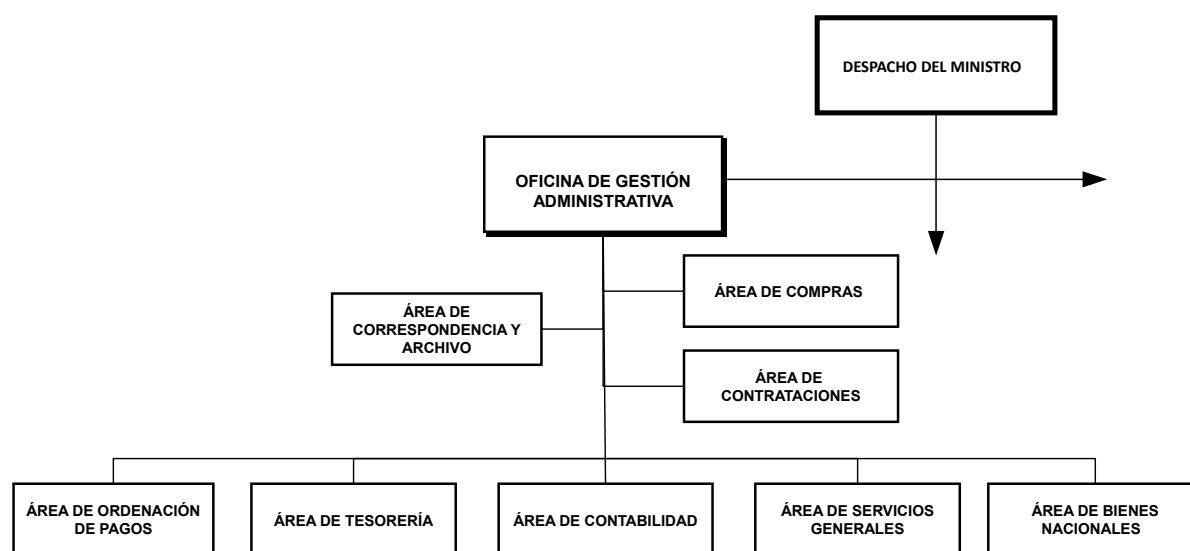 DESPACHO DEL MINISTRO
OFICINA DE GESTIÓN
ADMINISTRATIVA
ÁREA DE COMPRAS
ÁREA DE
CORRESPONDENCIA Y
ARCHIVO
ÁREA DE
CONTRATACIONES
ÁREA DE ORDENACIÓN
DE PAGOS
ÁREA DE TESORERÍA
ÁREA DE CONTABILIDAD
ÁREA DE SERVICIOS
GENERALES
ÁREA DE BIENES
NACIONALES